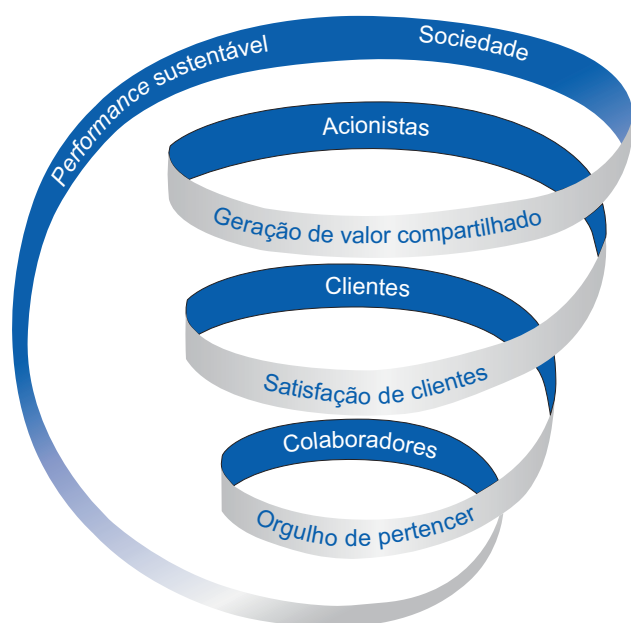 Performance sustentável
Sociedade
Acionistas
Geração de valor compartilhado
Clientes
Satisfação de clientes
Colaboradores
Orgulho de pertencer